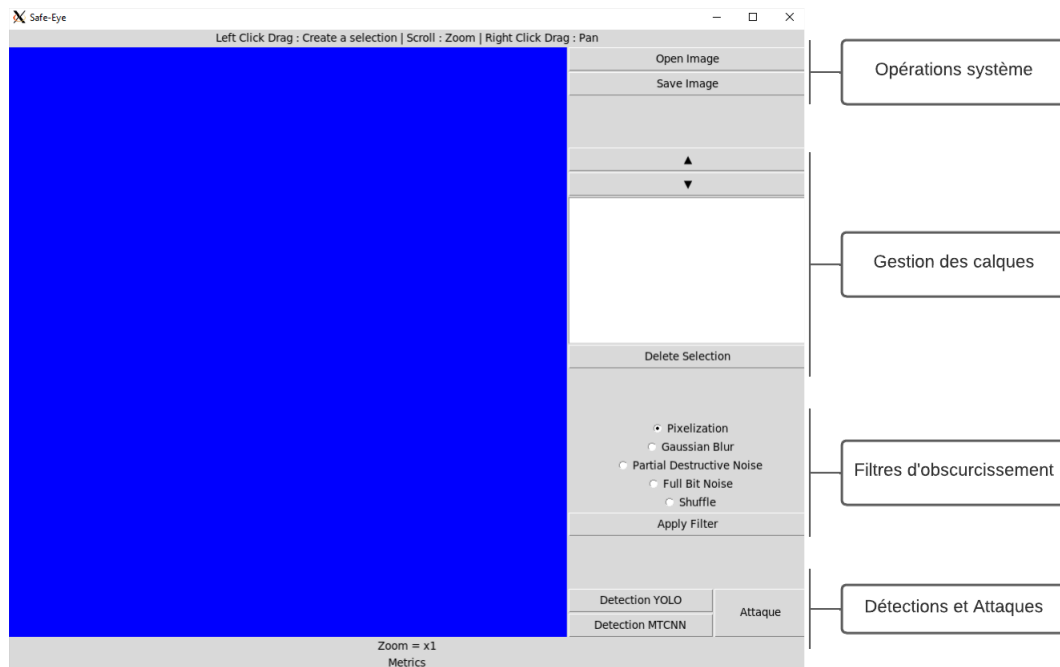 Safe-Eye
Left Click Drag : Create a selection | Scroll : Zoom | Right Click Drag : Pan
Open Image
Save Image
▲
▼
Delete Selection
Pixelization
Gaussian Blur
Partial Destructive Noise
Full Bit Noise
Shuffle
Apply Filter
Detection YOLO
Detection MTCNN
Attaque
Zoom = x1
Metrics
Opérations système
Gestion des calques
Filtres d'obscurcissement
Détections et Attaques